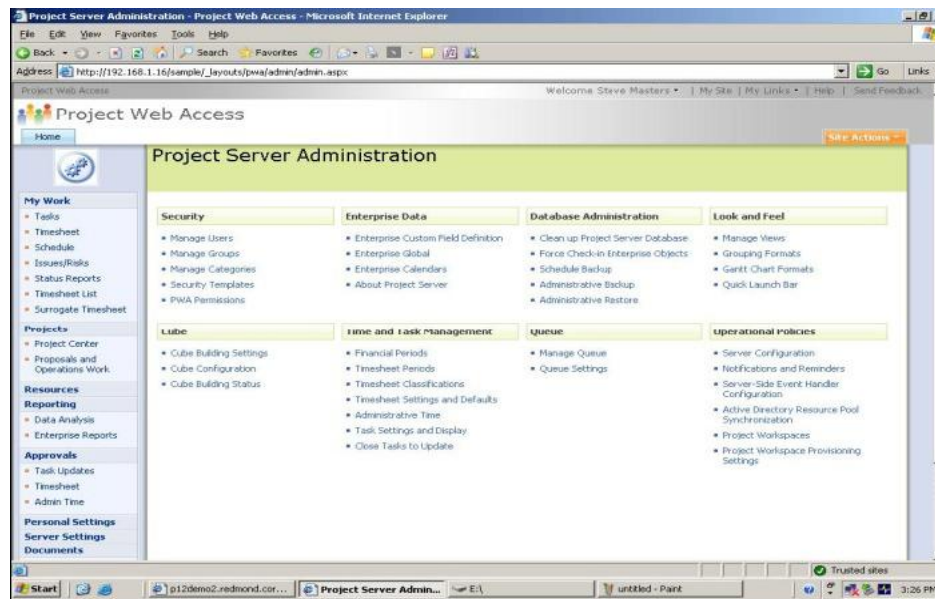 Project Server Administration - Project Web Access - Microsoft Internet Explorer
File Edit View Favorites Tools Help
Back Search Favorites
Address http://192.168.1.16/sample/_layouts/pwa/admin/admin.aspx Go Links
Project Web Access Welcome Steve Masters | My Site | My Links | Help | Send Feedback
Project Web Access
Home Site Actions
Project Server Administration
My Work
Tasks
Timesheet
Schedule
Issues/Risks
Status Reports
Timesheet List
Surrogate Timesheet
Projects
Project Center
Proposals and
Operations Work
Resources
Reporting
Data Analysis
Enterprise Reports
Approvals
Task Updates
Timesheet
Admin Time
Personal Settings
Server Settings
Documents
Security
Manage Users
Manage Groups
Manage Categories
Security Templates
PWA Permissions
Enterprise Data
Enterprise Custom Field Definition
Enterprise Global
Enterprise Calendars
About Project Server
Database Administration
Clean up Project Server Database
Force Check-in Enterprise Objects
Schedule Backup
Administrative Backup
Administrative Restore
Look and Feel
Manage Views
Grouping Formats
Gantt Chart Formats
Quick Launch Bar
Cube
Cube Building Settings
Cube Configuration
Cube Building Status
Time and Task Management
Financial Periods
Timesheet Periods
Timesheet Classifications
Timesheet Settings and Defaults
Administrative Time
Task Settings and Display
Close Tasks to Update
Queue
Manage Queue
Queue Settings
Operational Policies
Server Configuration
Notifications and Reminders
Server-Side Event Handler
Configuration
Active Directory Resource Pool
Synchronization
Project Workspaces
Project Workspace Provisioning
Settings
Trusted sites
Start p12demo2.redmond.cor... Project Server Admin... E:\ untitled - Paint 3:26 PM